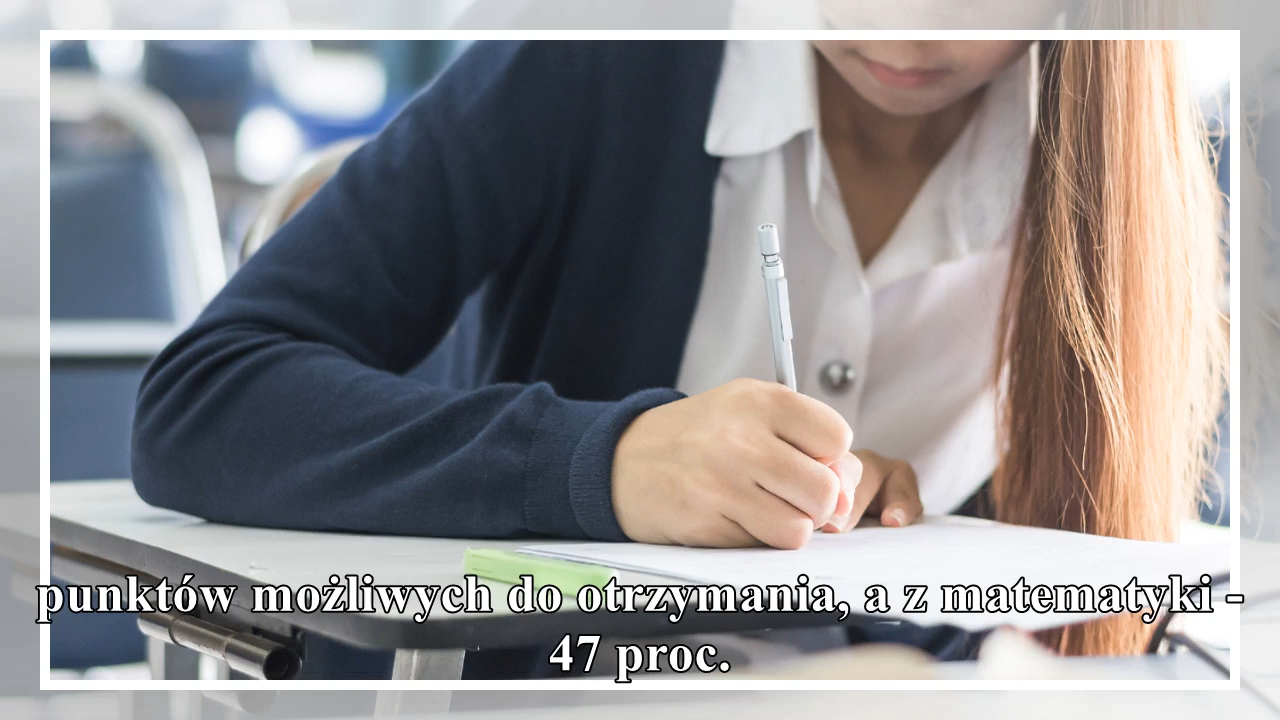 punktów możliwych do otrzymania, a z matematyki -
47 proc.